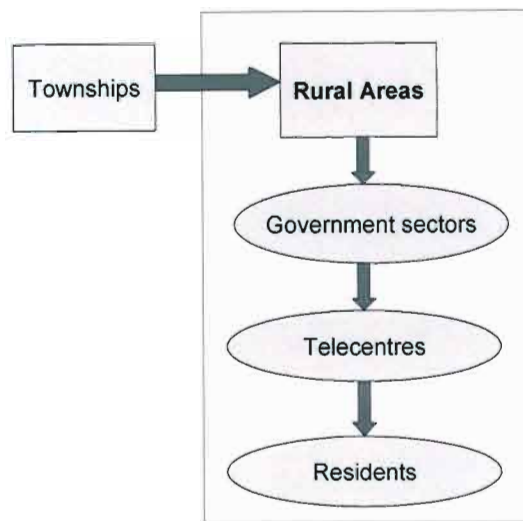 Townships
Rural Areas
Government sectors
Telecentres
Residents